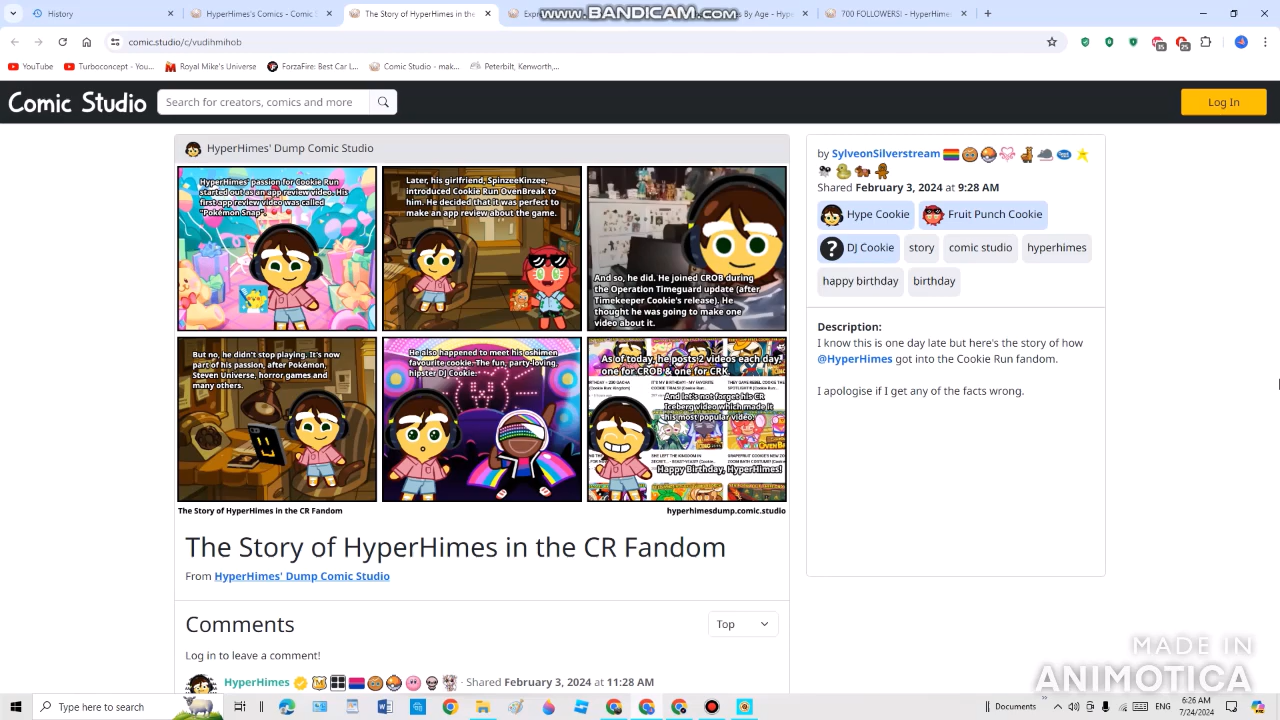 History
HyperHimes' Dump Comic Studio
HyperHimes in the
By Age - Hype
700 FOLLOWERS! - HyperHime
www.BANDICAM.com
comic.studio/c/vudihmihob
YouTube
Turboconcept - You...
Royal Mike's Universe
ForzaFire: Best Car L...
Comic Studio - mak...
Peterbilt, Kenworth,...
Comic Studio
Search for creators, comics and more
Log In
HyperHimes' Dump Comic Studio
HyperHimes' passion for Cookie Run
started out as an app review video. His
first app review video was called
"Pokémon Snap".
Later, his girlfriend, SpinzeeKinzee,
introduced Cookie Run OvenBreak to
him. He decided that it was perfect to
make an app review about the game.
And so, he did. He joined CROB during
the Operation Timeguard update (after
Timekeeper Cookie's release). He
thought he was going to make one
video about it.
But no, he didn't stop playing. It's now
part of his passion, after Pokémon,
Steven Universe, horror games and
many others.
He also happened to meet his oshimen
favourite cookie-The fun, party-loving,
hipster DJ Cookie.
As of today, he posts 2 videos each day,
one for CROB & one for CRK.
And let's not forget his CR
Iceberg video which made it
his most popular video.
Happy Birthday, HyperHimes!
The Story of HyperHimes in the CR Fandom
hyperhimesdump.comic.studio
The Story of HyperHimes in the CR Fandom
From HyperHimes' Dump Comic Studio
Comments
Top
Log in to leave a comment!
HyperHimes
- Shared February 3, 2024 at 11:28 AM
by SylveonSilverstream
Shared February 3, 2024 at 9:28 AM
Hype Cookie
Fruit Punch Cookie
DJ Cookie
story
comic studio
hyperhimes
happy birthday
birthday
Description:
I know this is one day late but here's the story of how
@HyperHimes got into the Cookie Run fandom.
I apologise if I get any of the facts wrong.
MADE IN
ANIMOTICA
Type here to search
Documents
ENG
6:26 AM
7/24/2024